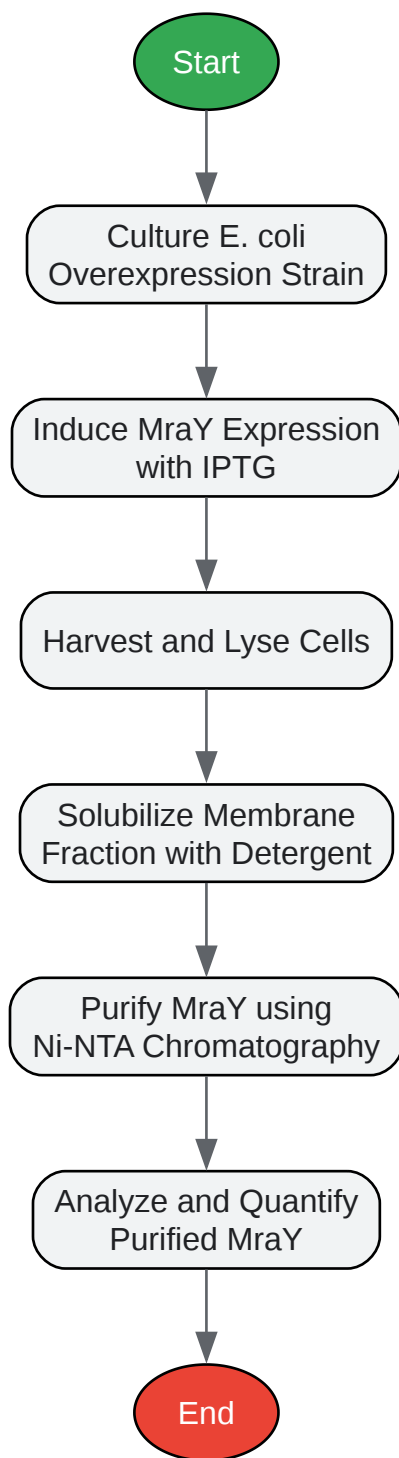 Start
Culture E. coli
Overexpression Strain
Induce MraY Expression
with IPTG
Harvest and Lyse Cells
Solubilize Membrane
Fraction with Detergent
Purify MraY using
Ni-NTA Chromatography
Analyze and Quantify
Purified MraY
End